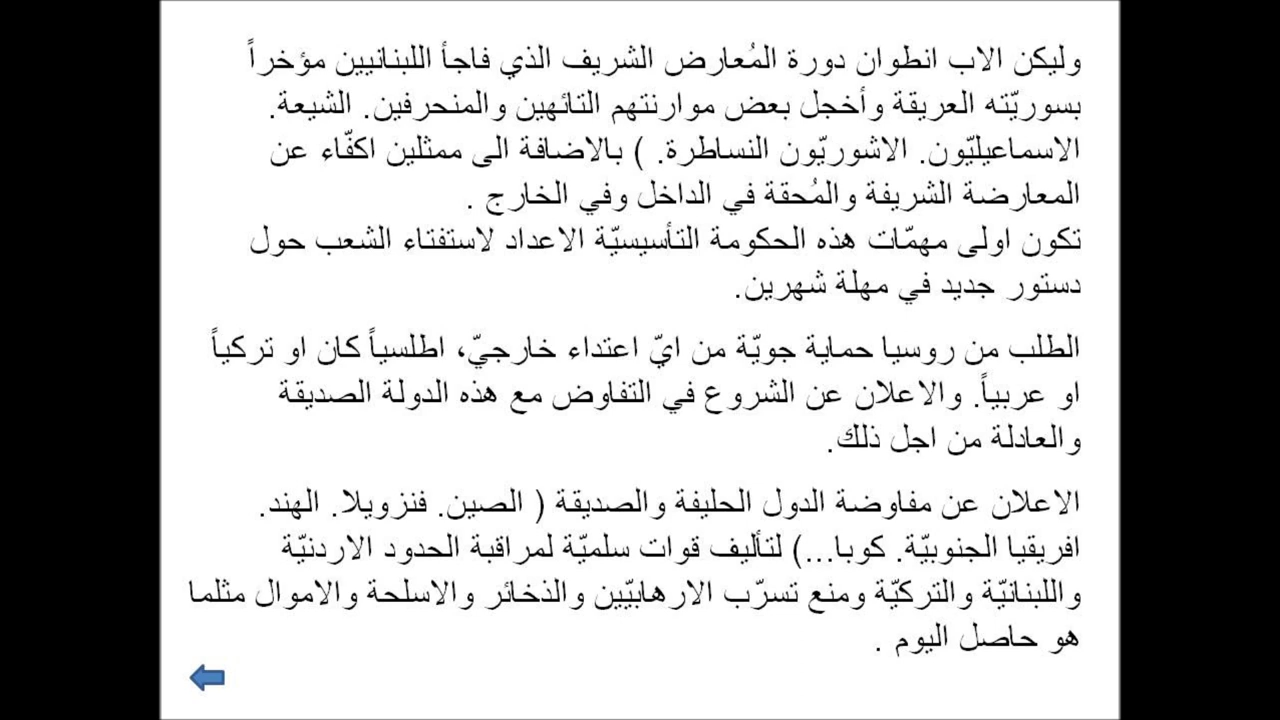 وليكن الاب انطوان دورة المُعارض الشريف الذي فاجأ اللبنانيين مؤخراً
بسوريّته العريقة وأخجل بعض موارنتهم التائهين والمنحرفين. الشيعة.
الاسماعيليّون. الاشوريّون النساطرة. ) بالاضافة الى ممثلين اكفّاء عن
المعارضة الشريفة والمُحقة في الداخل وفي الخارج .
تكون اولى مهمّات هذه الحكومة التأسيسيّة الاعداد لاستفتاء الشعب حول
دستور جديد في مهلة شهرين.
الطلب من روسيا حماية جويّة من ايّ اعتداء خارجيّ، اطلسياً كان او تركياً
او عربياً. والاعلان عن الشروع في التفاوض مع هذه الدولة الصديقة
والعادلة من اجل ذلك.
الاعلان عن مفاوضة الدول الحليفة والصديقة ( الصين. فنزويلا. الهند.
افريقيا الجنوبيّة. كوبا...) لتأليف قوات سلميّة لمراقبة الحدود الاردنيّة
واللبنانيّة والتركيّة ومنع تسرّب الارهابيّين والذخائر والاسلحة والاموال مثلما
هو حاصل اليوم .